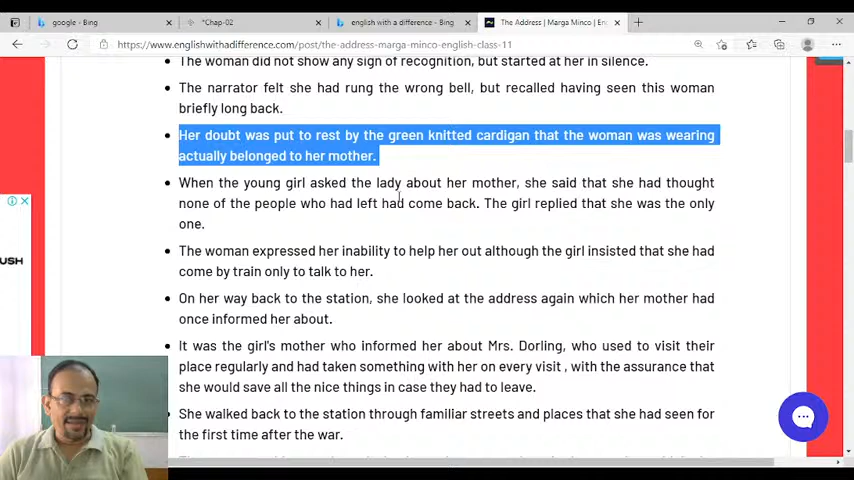 google - Bing
*Chap-02
english with a difference - Bing
The Address | Marga Minco | En
https://www.englishwithadifference.com/post/the-address-marga-minco-english-class-11
The woman did not show any sign of recognition, but started at her in silence.
The narrator felt she had rung the wrong bell, but recalled having seen this woman
briefly long back.
Her doubt was put to rest by the green knitted cardigan that the woman was wearing
actually belonged to her mother.
When the young girl asked the lady about her mother, she said that she had thought
none of the people who had left had come back. The girl replied that she was the only
one.
The woman expressed her inability to help her out although the girl insisted that she had
come by train only to talk to her.
On her way back to the station, she looked at the address again which her mother had
once informed her about.
It was the girl's mother who informed her about Mrs. Dorling, who used to visit their
place regularly and had taken something with her on every visit , with the assurance that
she would save all the nice things in case they had to leave.
She walked back to the station through familiar streets and places that she had seen for
the first time after the war.
USH